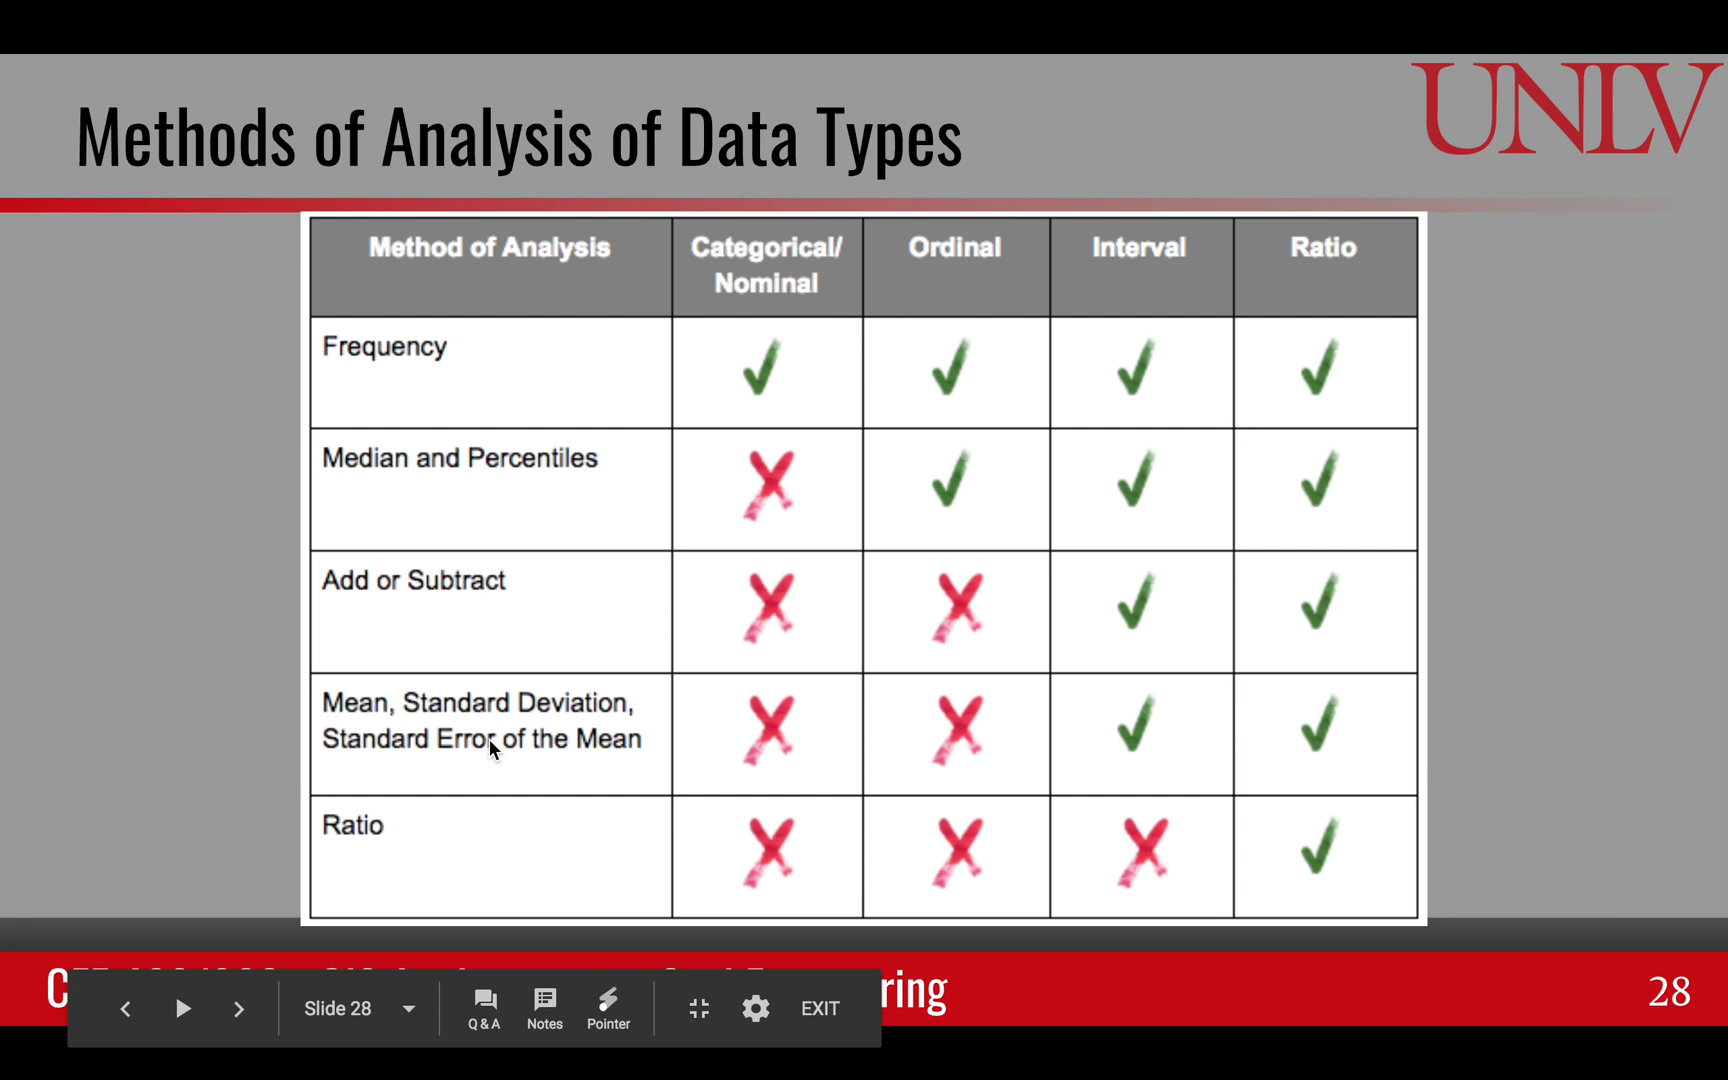 UNLV
Methods of Analysis of Data Types
Method of Analysis
Categorical/
Nominal
Ordinal
Interval
Ratio
Frequency
Median and Percentiles
Add or Subtract
Mean, Standard Deviation,
Standard Error of the Mean
Ratio
28
Slide 28
Q & A
Notes
Pointer
EXIT